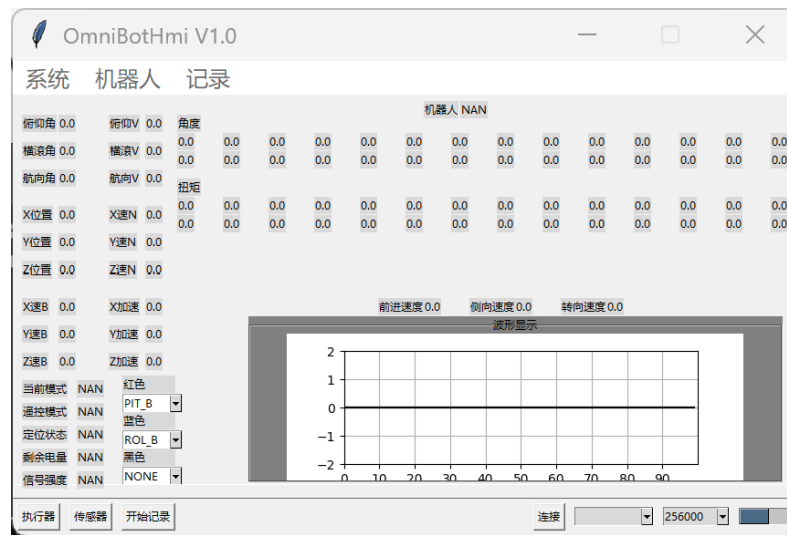 OmniBotHmi V1.0
系统 机器人 记录
机器人 NAN
俯仰角 0.0 俯仰V 0.0 角度
0.0 0.0 0.0 0.0 0.0 0.0 0.0 0.0 0.0 0.0 0.0 0.0 0.0 0.0
横滚角 0.0 横滚V 0.0
0.0 0.0 0.0 0.0 0.0 0.0 0.0 0.0 0.0 0.0 0.0 0.0 0.0 0.0
航向角 0.0 航向V 0.0
扭矩
0.0 0.0 0.0 0.0 0.0 0.0 0.0 0.0 0.0 0.0 0.0 0.0 0.0 0.0
X位置 0.0 X速N 0.0
0.0 0.0 0.0 0.0 0.0 0.0 0.0 0.0 0.0 0.0 0.0 0.0 0.0 0.0
Y位置 0.0 Y速N 0.0
Z位置 0.0 Z速N 0.0
X速B 0.0 X加速 0.0 前进速度 0.0 侧向速度 0.0 转向速度 0.0
Y速B 0.0 Y加速 0.0
波形显示
Z速B 0.0 Z加速 0.0
当前模式 NAN 红色
遥控模式 NAN PIT_B
蓝色
定位状态 NAN ROL_B
剩余电量 NAN 黑色
信号强度 NAN NONE
2
1
0
−1
−2
0 10 20 30 40 50 60 70 80 90
执行器 传感器 开始记录 连接 256000